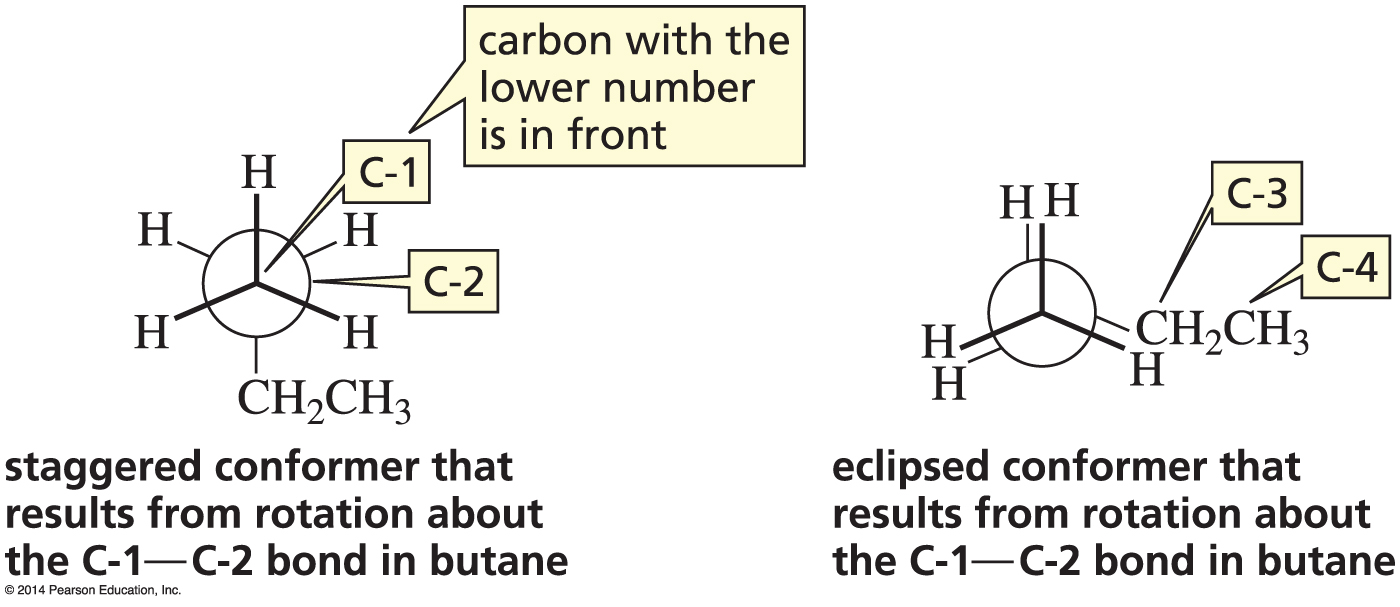 carbon with the
lower number
is in front
C-1
H
H
H
C-2
H
H
CH₂CH₃
staggered conformer that
results from rotation about
the C-1—C-2 bond in butane
C-3
H H
C-4
CH₂CH₃
H
H
H
eclipsed conformer that
results from rotation about
the C-1—C-2 bond in butane
© 2014 Pearson Education, Inc.